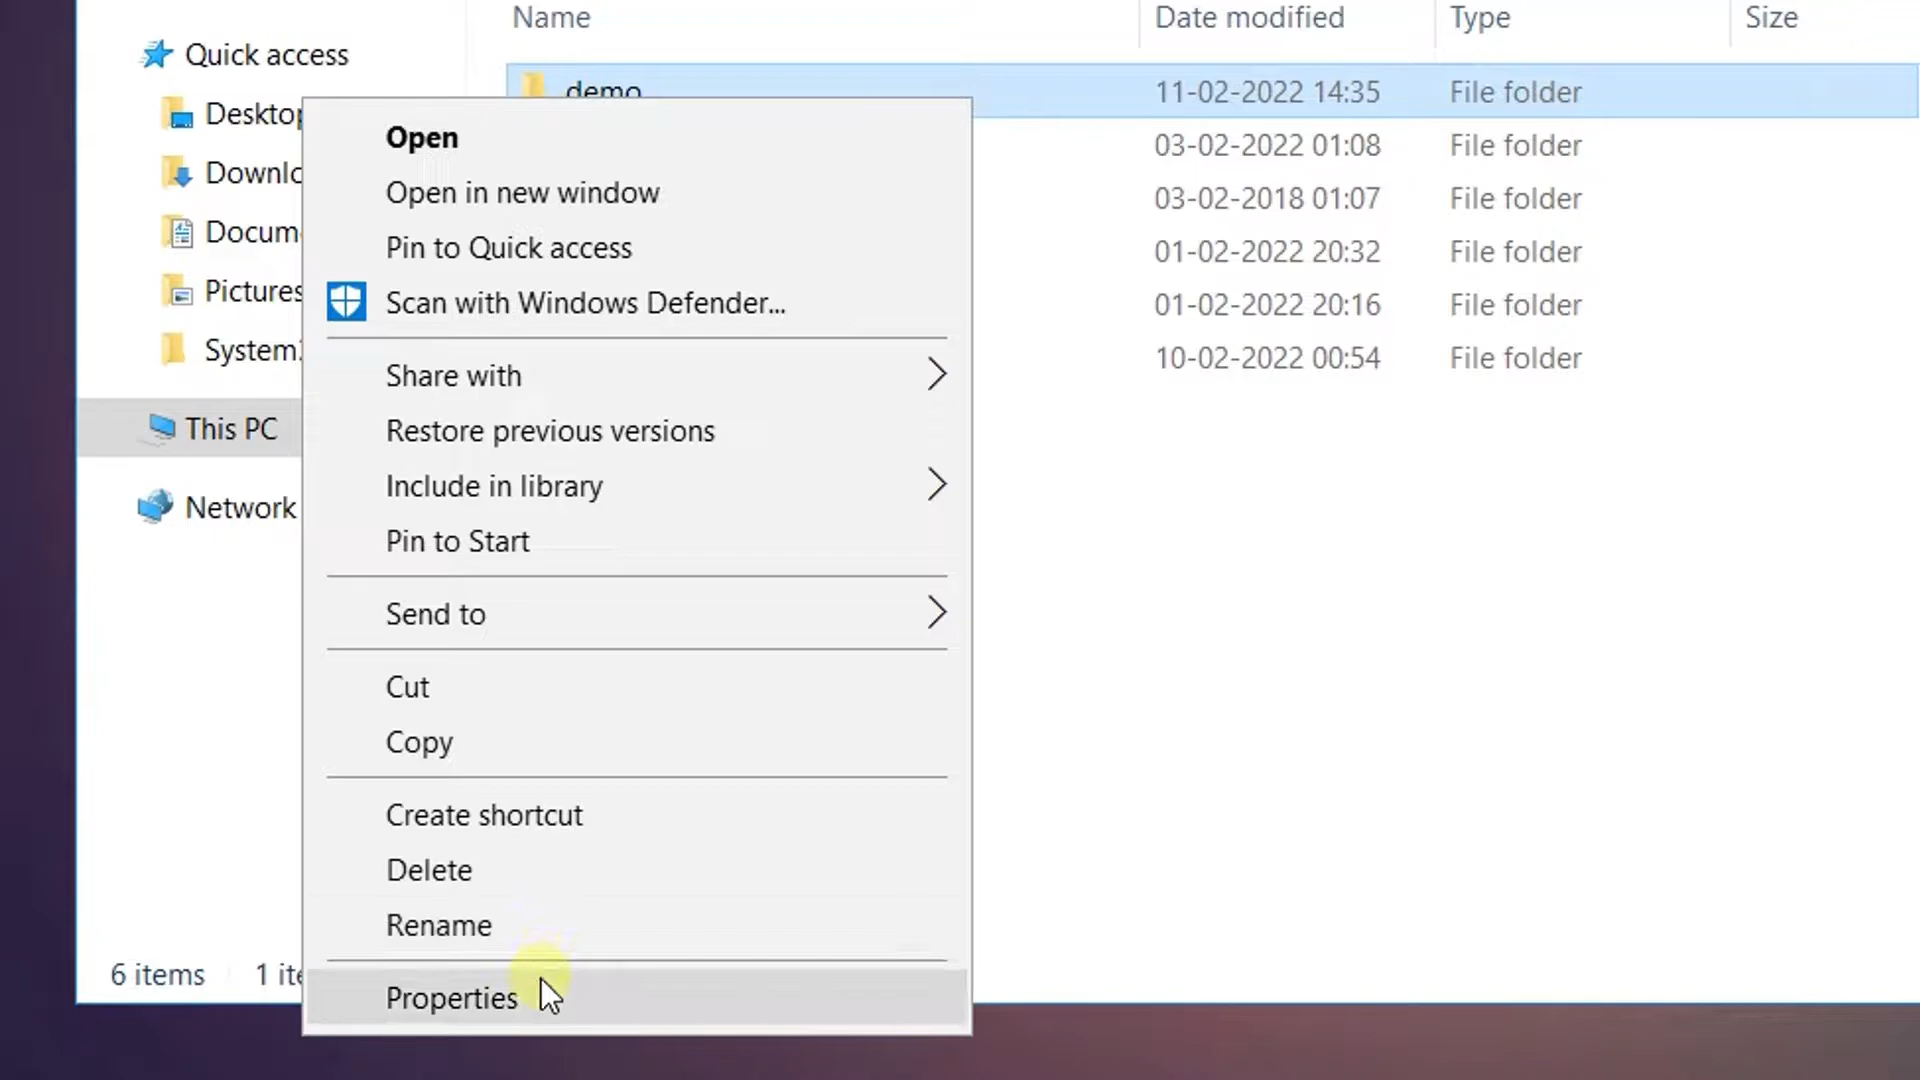 Name Date modified Type Size
Quick access
demo 11-02-2022 14:35 File folder
Desktop
03-02-2022 01:08 File folder
03-02-2018 01:07 File folder
01-02-2022 20:32 File folder
01-02-2022 20:16 File folder
10-02-2022 00:54 File folder
Downlo
Docum
Pictures
System
This PC
Network
6 items 1 ite
Open
Open in new window
Pin to Quick access
Scan with Windows Defender...
Share with
Restore previous versions
Include in library
Pin to Start
Send to
Cut
Copy
Create shortcut
Delete
Rename
Properties